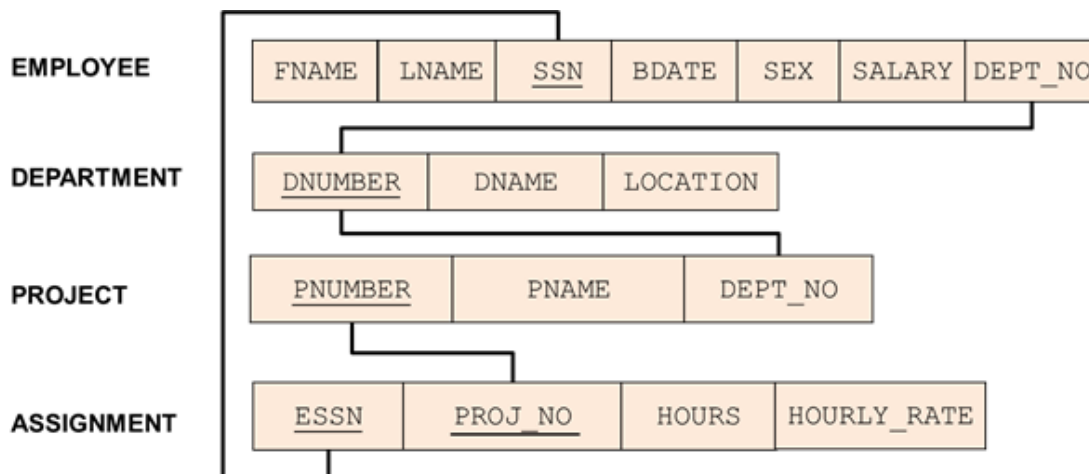 EMPLOYEE FNAME LNAME SSN BDATE SEX SALARY DEPT_NO
DEPARTMENT DNUMBER DNAME LOCATION
PROJECT PNUMBER PNAME DEPT_NO
ASSIGNMENT ESSN PROJ_NO HOURS HOURLY_RATE